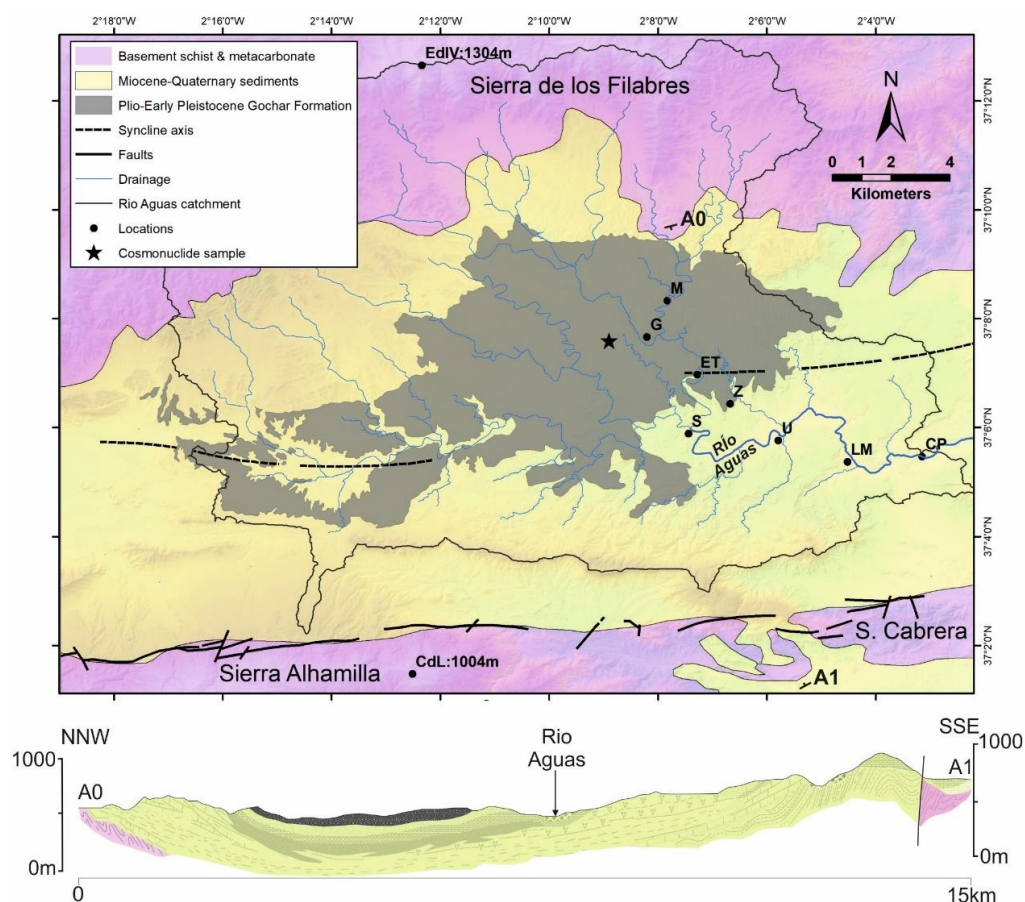 2°18'0"W 2°16'0"W 2°14'0"W 2°12'0"W 2°10'0"W 2°8'0"W 2°6'0"W 2°4'0"W
Basement schist & metacarbonate
Miocene-Quaternary sediments
Plio-Early Pleistocene Gochar Formation
Syncline axis
Faults
Drainage
Rio Aguas catchment
Locations
Cosmonuclide sample
EdIV:1304m
Sierra de los Filabres
N
0 1 2 4
Kilometers
37°12'0"N
37°10'0"N
37°8'0"N
37°6'0"N
37°4'0"N
37°2'0"N
A0
M
G
ET
Z
S
U
Río
Aguas
LM
CP
S. Cabrera
Sierra Alhamilla
CdL:1004m
A1
NNW
Rio
Aguas
SSE
1000
1000
A0
A1
0m
0m
0
15km